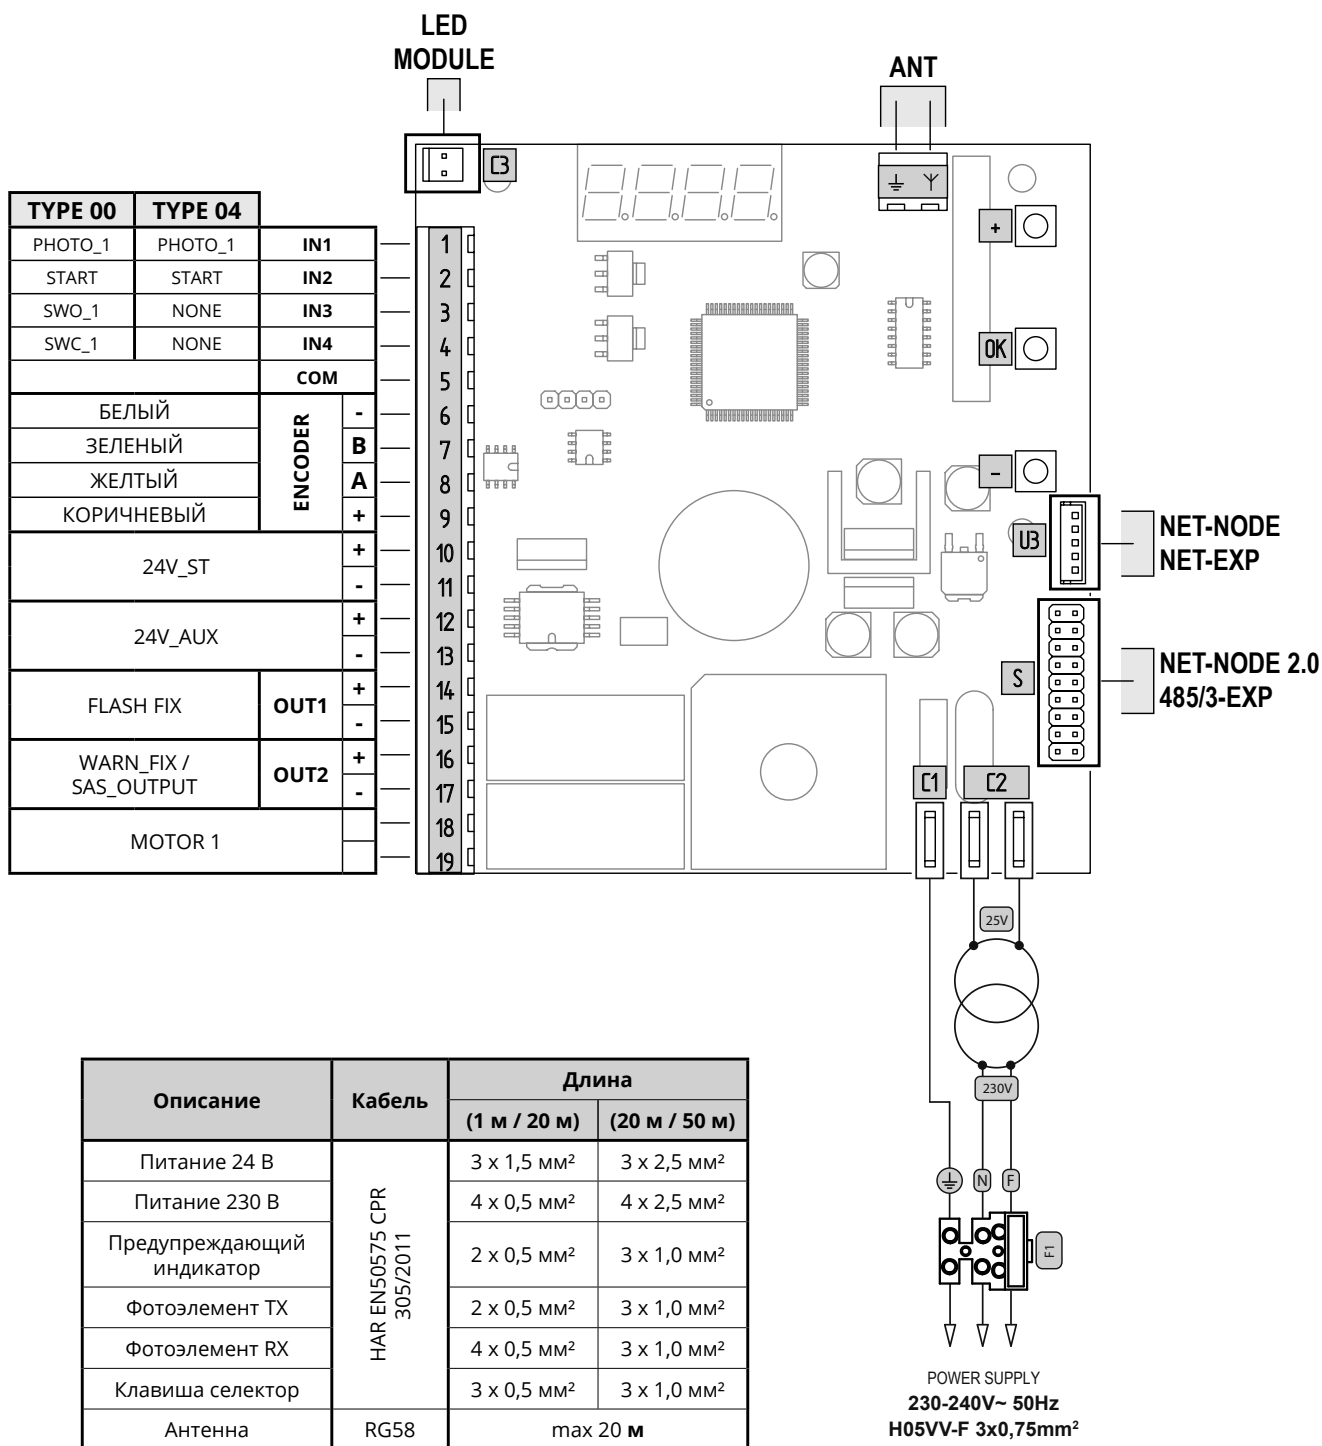 LED
MODULE
ANT
C3
+
OK
-
U3
NET-NODE
NET-EXP
S
NET-NODE 2.0
485/3-EXP
C1 C2
TYPE 00 TYPE 04
PHOTO_1 PHOTO_1 IN1 1
START START IN2 2
SWO_1 NONE IN3 3
SWC_1 NONE IN4 4
COM 5
ENCODER
БЕЛЫЙ - 6
ЗЕЛЕНЫЙ B 7
ЖЕЛТЫЙ A 8
КОРИЧНЕВЫЙ + 9
24V_ST + 10
- 11
24V_AUX + 12
- 13
FLASH FIX OUT1 + 14
- 15
WARN_FIX /
SAS_OUTPUT OUT2 + 16
- 17
MOTOR 1 18
19
25V
230V
N F
F1
POWER SUPPLY
230-240V~ 50Hz
H05VV-F 3x0,75mm²
Описание Кабель Длина
(1 м / 20 м) (20 м / 50 м)
HAR EN50575 CPR
305/2011
Питание 24 В 3 x 1,5 мм² 3 x 2,5 мм²
Питание 230 В 4 x 0,5 мм² 4 x 2,5 мм²
Предупреждающий
индикатор 2 x 0,5 мм² 3 x 1,0 мм²
Фотоэлемент TX 2 x 0,5 мм² 3 x 1,0 мм²
Фотоэлемент RX 4 x 0,5 мм² 3 x 1,0 мм²
Клавиша селектор 3 x 0,5 мм² 3 x 1,0 мм²
Антенна RG58 max 20 м